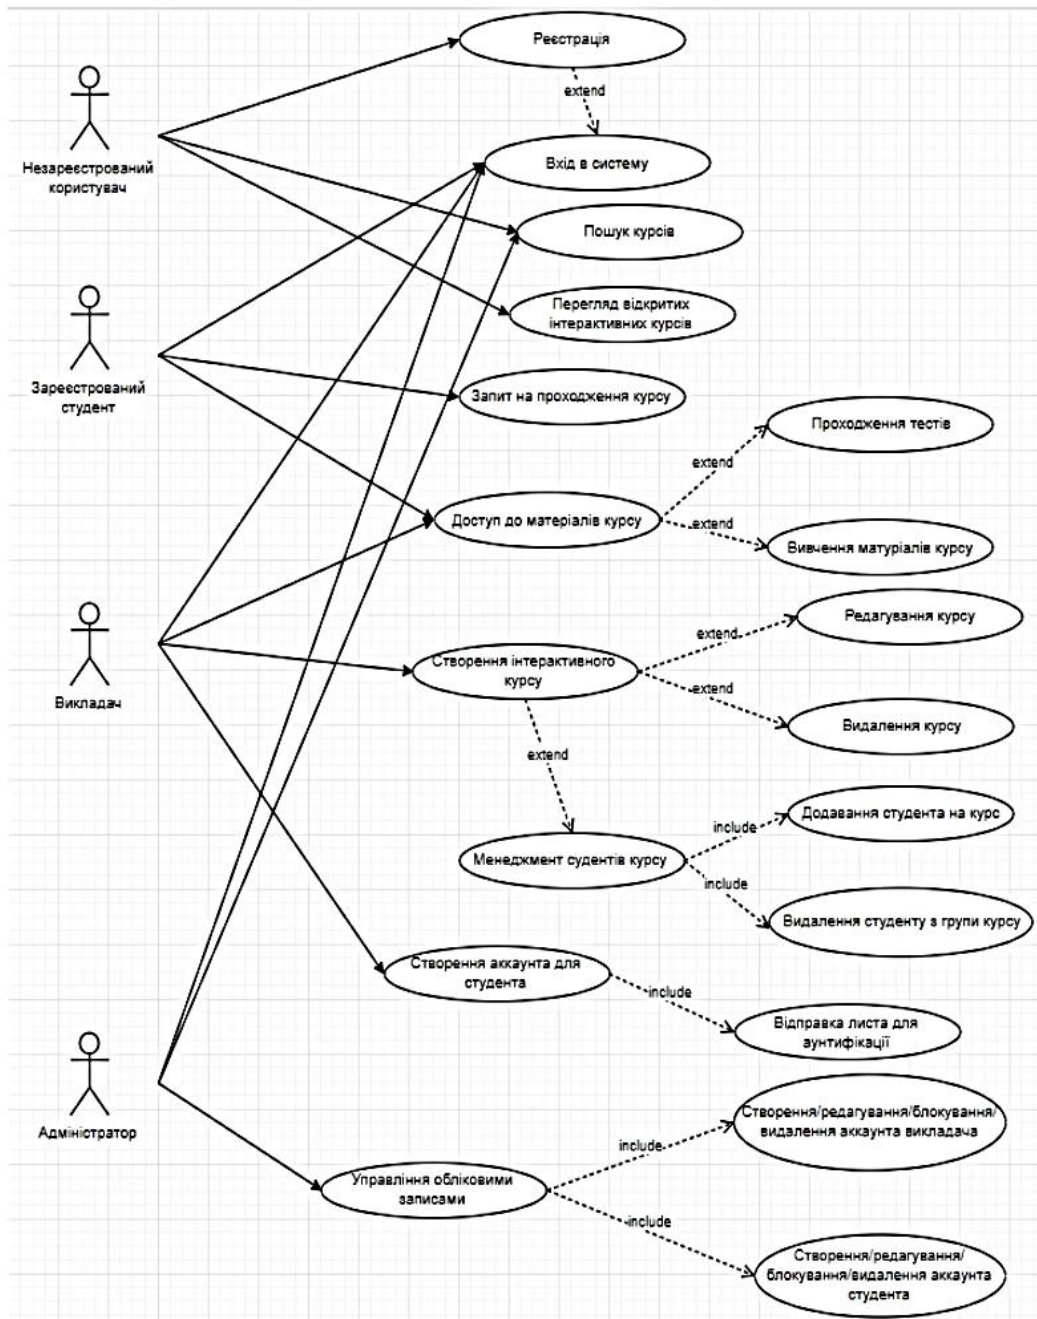 Реєстрація
extend
Незареєстрований
користувач
Вхід в систему
Пошук курсів
Перегляд відкритих
інтерактивних курсів
Зареєстрований
студент
Запит на проходження курсу
Проходження тестів
extend
Доступ до матеріалів курсу
extend
Вивчення матуріалів курсу
Викладач
Редагування курсу
extend
Створення інтерактивного
курсу
extend
Видалення курсу
extend
Додавання студента на курс
include
Менеджмент судентів курсу
include
Видалення студенту з групи курсу
Створення аккаунта для
студента
include
Відправка листа для
аунтифікації
Адміністратор
Створення/редагування/блокування/
видалення аккаунта викладача
include
Управління обліковими
записами
include
Створення/редагування/
блокування/видалення аккаунта
студента